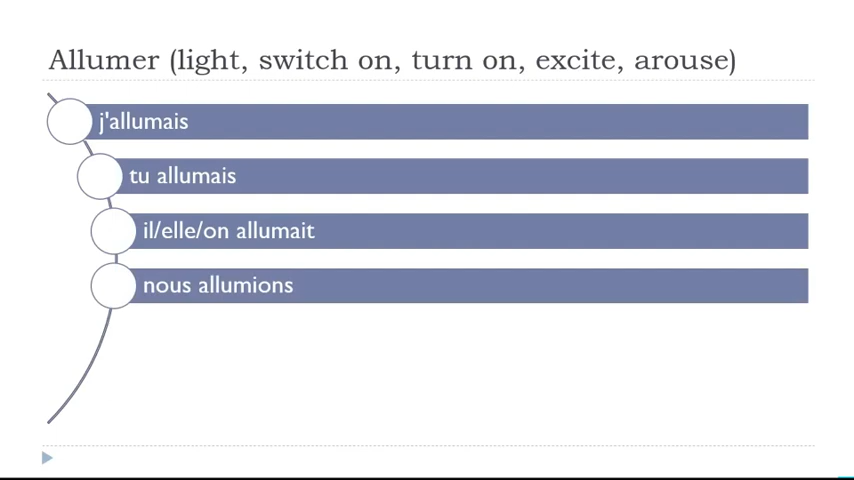 Allumer (light, switch on, turn on, excite, arouse)
j'allumais
tu allumais
il/elle/on allumait
nous allumions